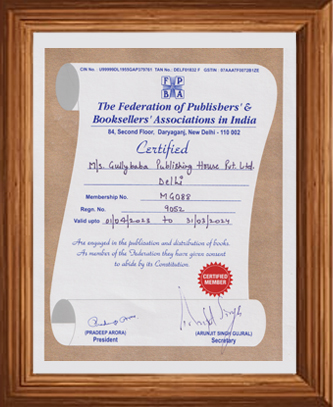 The Federation of Publishers' &
Booksellers' Associations in India
84, Second Floor, Daryaganj, New Delhi - 110 002
Certified
M/s. Gullybaba Publishing House Pvt. Ltd.
Delhi
Membership No. MG088
Regn. No. 9052
Valid upto 01/04/2023 to 31/03/2024
Are engaged in the publication and distribution of books.
As member of the Federation they have given consent
to abide by its Constitution.
CERTIFIED
MEMBER
(PRADEEP ARORA)
President
(ARUNJIT SINGH GUJRAL)
Secretary